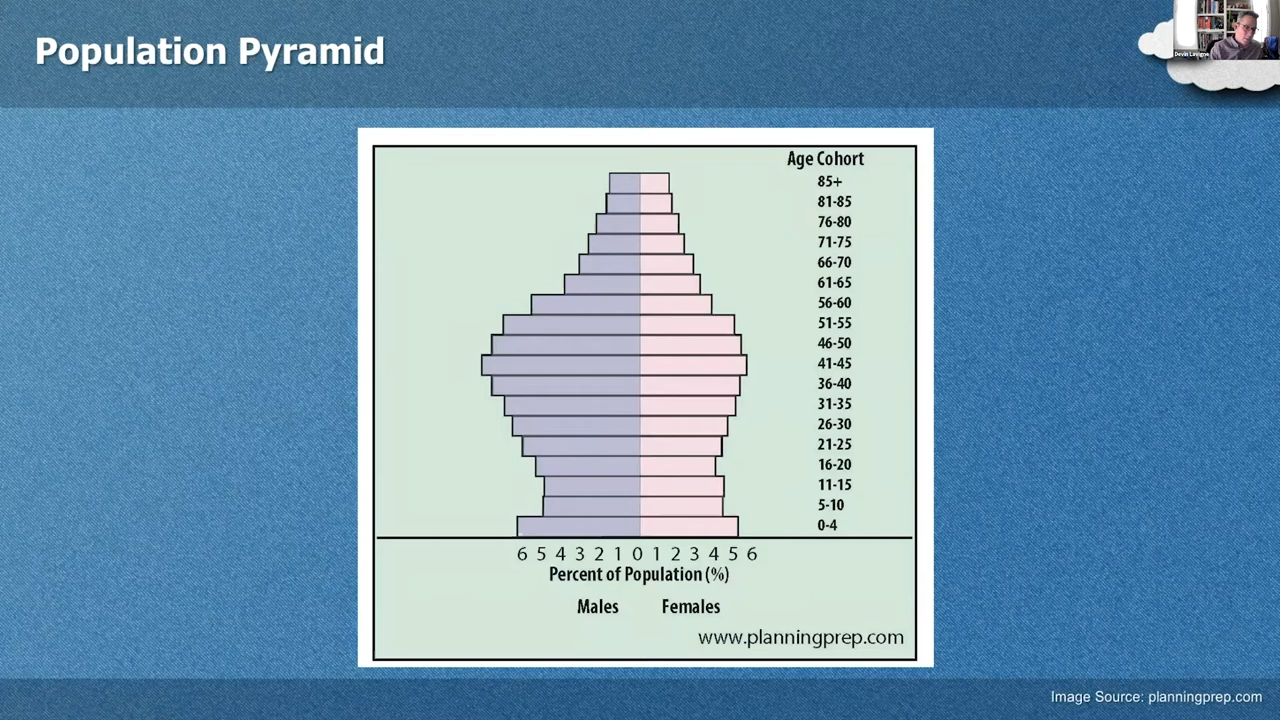 Population Pyramid
Devin Lavigne
Age Cohort
85+
81-85
76-80
71-75
66-70
61-65
56-60
51-55
46-50
41-45
36-40
31-35
26-30
21-25
16-20
11-15
5-10
0-4
6 5 4 3 2 1 0 1 2 3 4 5 6
Percent of Population (%)
Males Females
www.planningprep.com
Image Source: planningprep.com